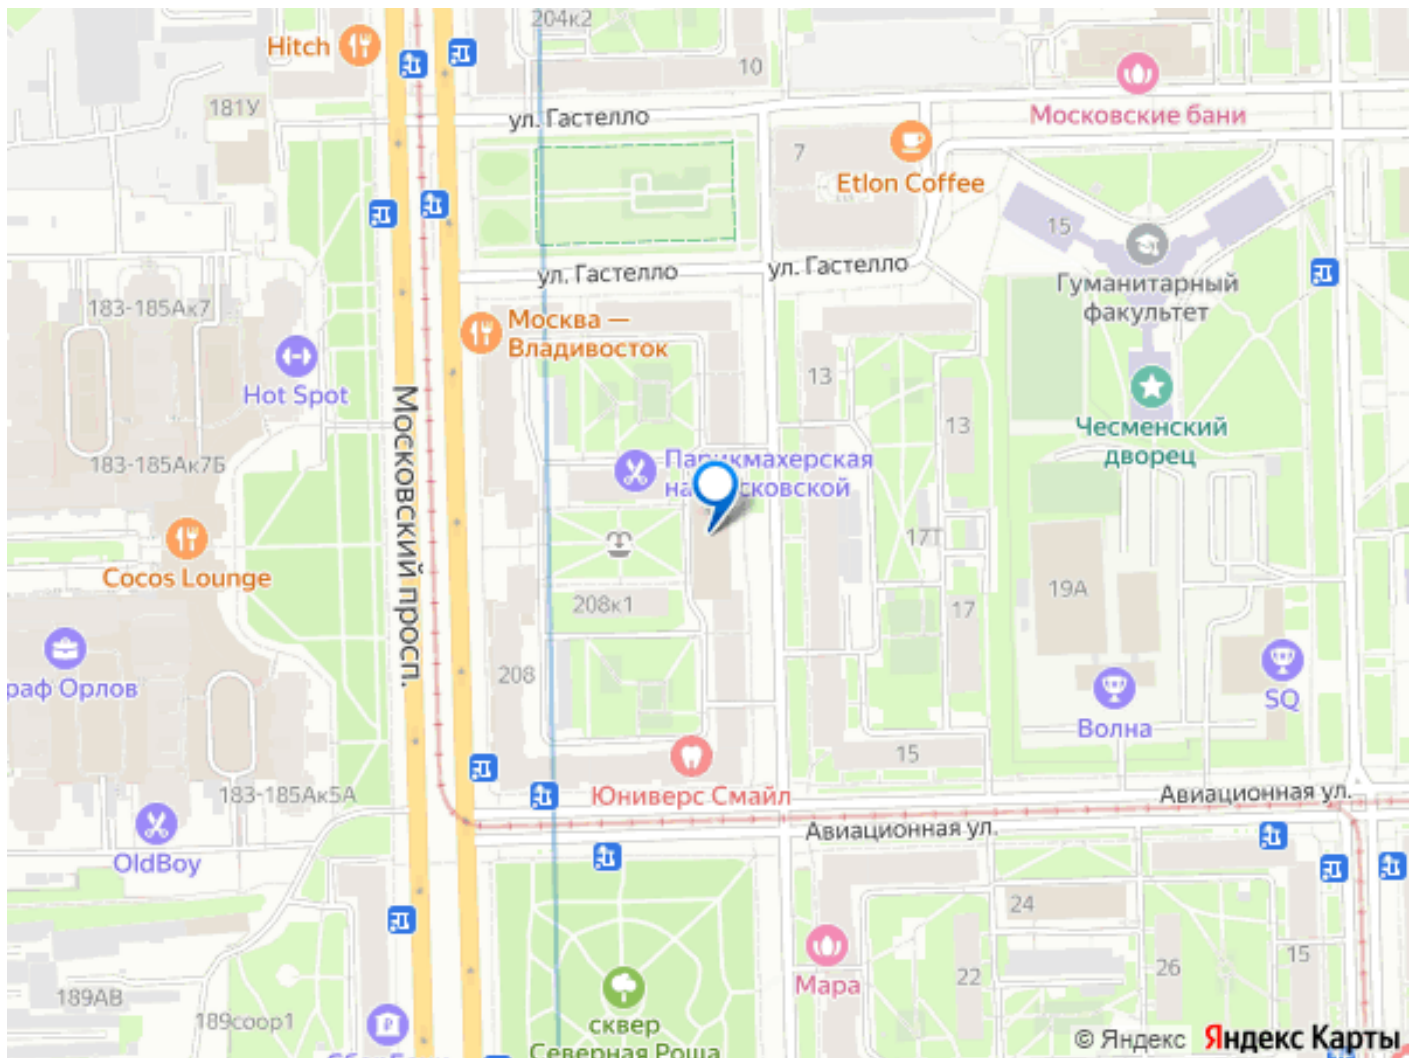 204к2
Hitch
10
181У
ул. Гастелло
Московские бани
7
Etlon Coffee
15
ул. Гастелло
ул. Гастелло
Гуманитарный
факультет
183-185Ак7
Москва —
Владивосток
Hot Spot
13
13
Московский просп.
Чесменский
дворец
183-185Ак7Б
Парикмахерская
Cocos Lounge
17Т
19А
208к1
17
208
раф Орлов
SQ
Волна
15
183-185Ак5А
Юниверс Смайл
Авиационная ул.
Авиационная ул.
OldBoy
24
22
26
15
Мара
189АВ
189соор1
сквер
Северная Роща
© Яндекс Яндекс Карты